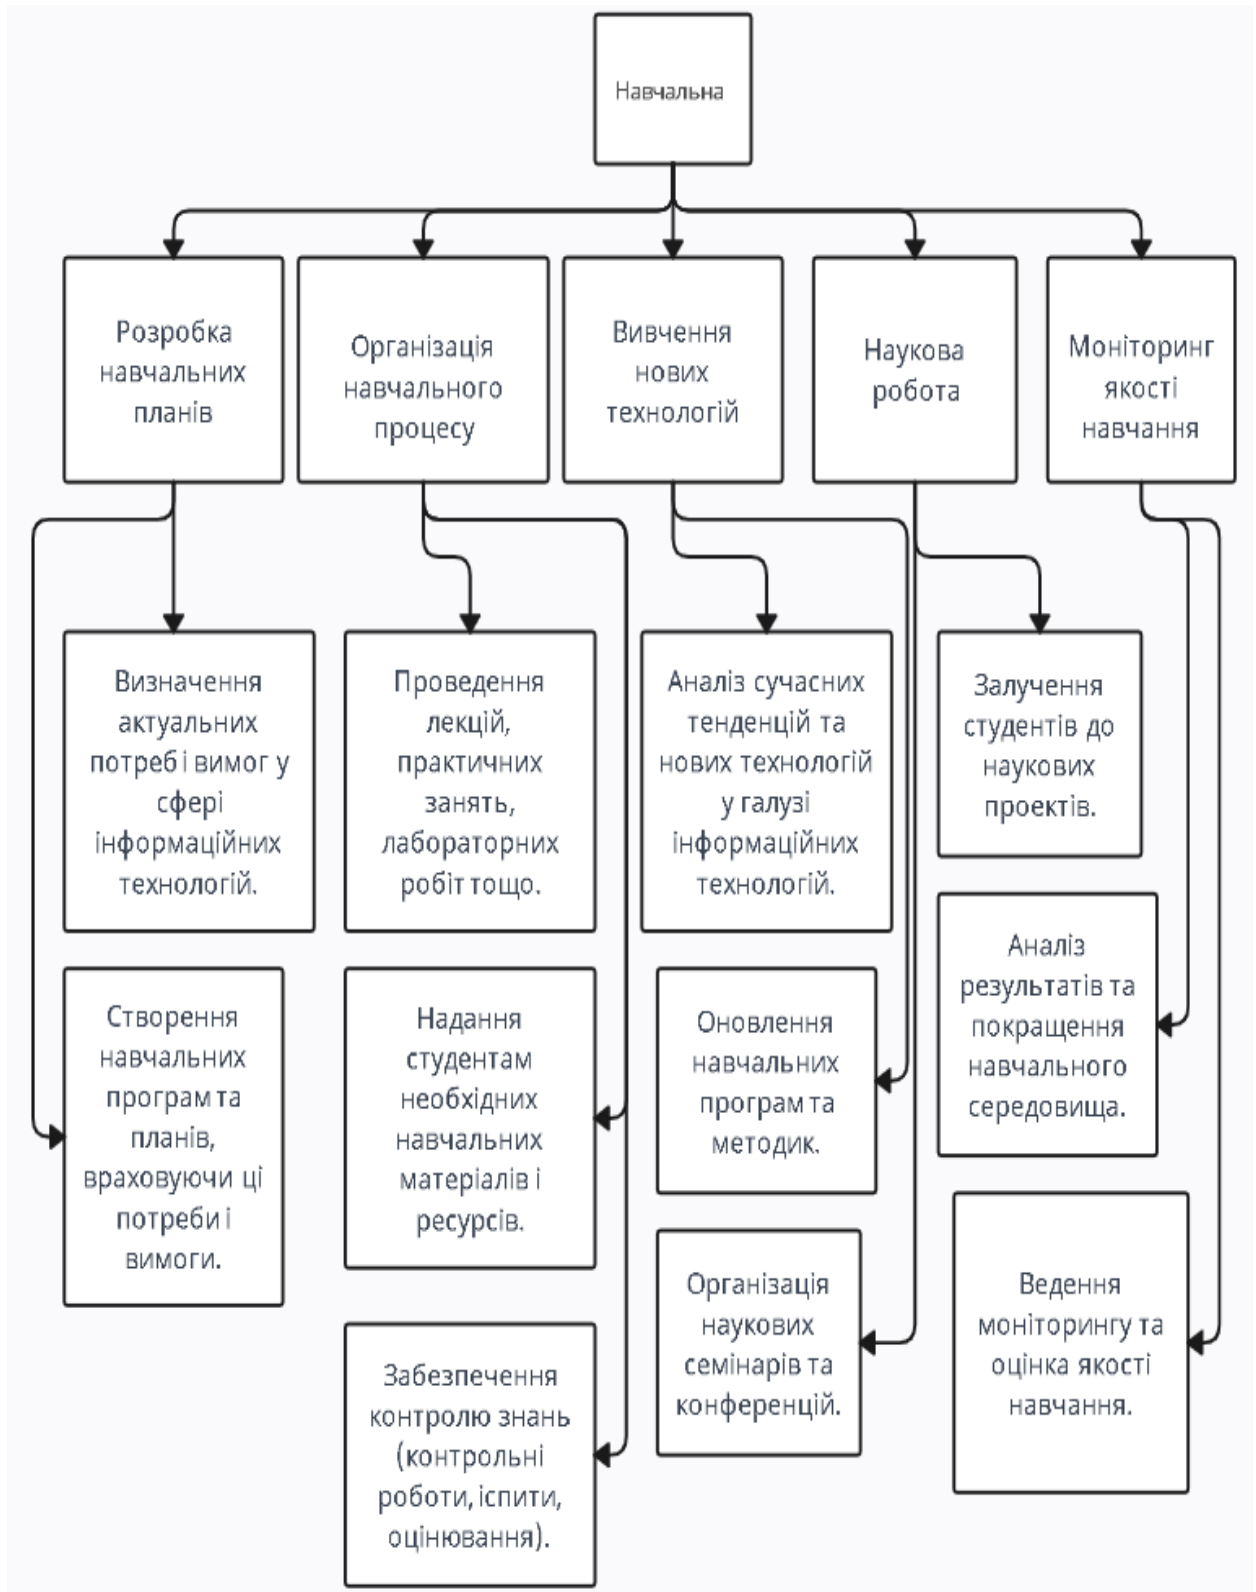 Навчальна
Розробка
навчальних
планів
Організація
навчального
процесу
Вивчення
нових
технологій
Наукова
робота
Моніторинг
якості
навчання
Визначення
актуальних
потреб і вимог у
сфері
інформаційних
технологій.
Проведення
лекцій,
практичних
занять,
лабораторних
робіт тощо.
Аналіз сучасних
тенденцій та
нових технологій
у галузі
інформаційних
технологій.
Залучення
студентів до
наукових
проектів.
Аналіз
результатів та
покращення
навчального
середовища.
Створення
навчальних
програм та
планів,
враховуючи ці
потреби і
вимоги.
Надання
студентам
необхідних
навчальних
матеріалів і
ресурсів.
Оновлення
навчальних
програм та
методик.
Організація
наукових
семінарів та
конференцій.
Ведення
моніторингу та
оцінка якості
навчання.
Забезпечення
контролю знань
(контрольні
роботи, іспити,
оцінювання).